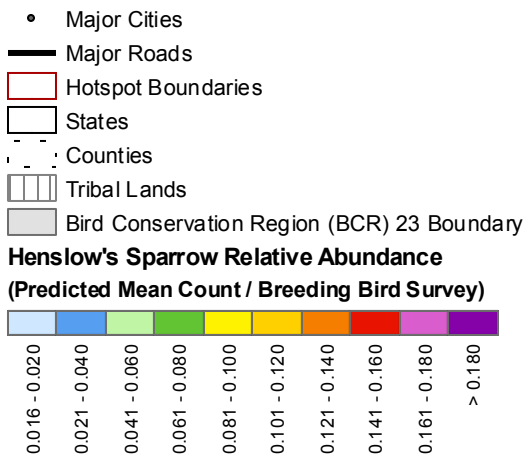 Major Cities
Major Roads
Hotspot Boundaries
States
Counties
Tribal Lands
Bird Conservation Region (BCR) 23 Boundary
Henslow's Sparrow Relative Abundance
(Predicted Mean Count / Breeding Bird Survey)
0.016 - 0.020
0.021 - 0.040
0.041 - 0.060
0.061 - 0.080
0.081 - 0.100
0.101 - 0.120
0.121 - 0.140
0.141 - 0.160
0.161 - 0.180
> 0.180